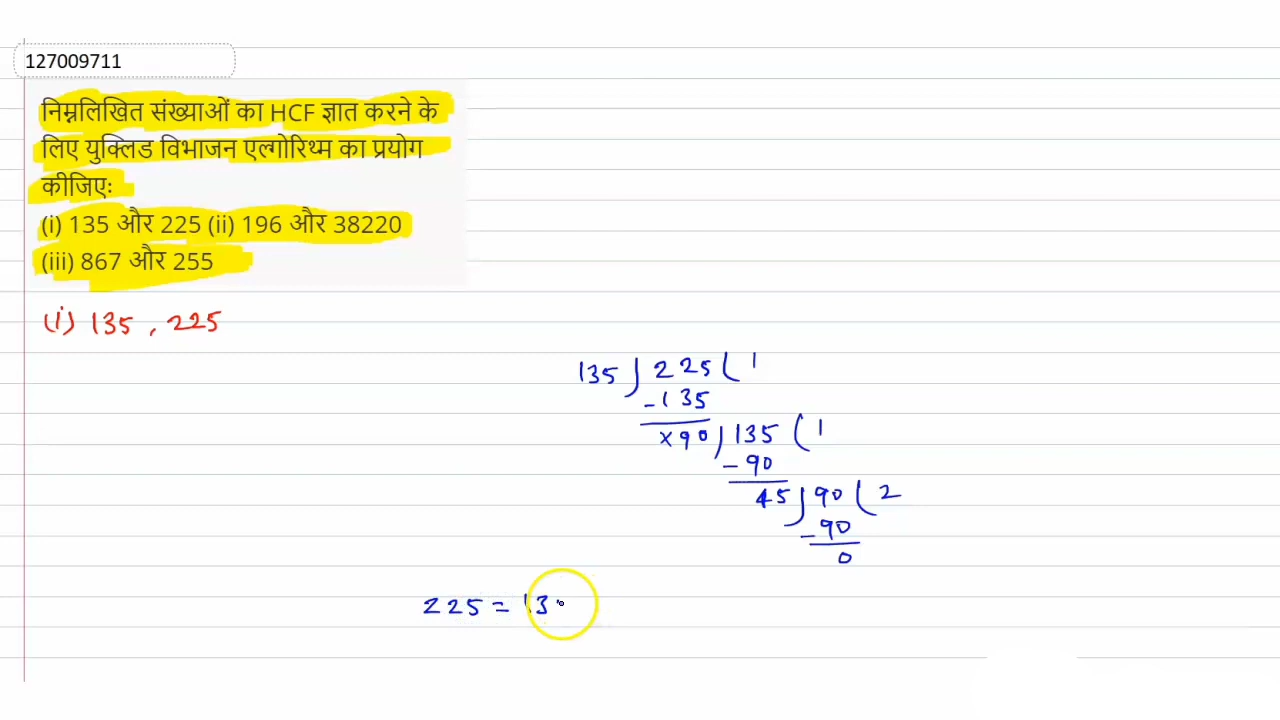 127009711
निम्नलिखित संख्याओं का HCF ज्ञात करने के
लिए युक्लिड विभाजन एल्गोरिथ्म का प्रयोग
कीजिएः
(i) 135 और 225 (ii) 196 और 38220
(iii) 867 और 255
(i) 135 , 225
135 ) 225 ( 1
-135
x90 ) 135 ( 1
-90
45 ) 90 ( 2
-90
0
225 = 13